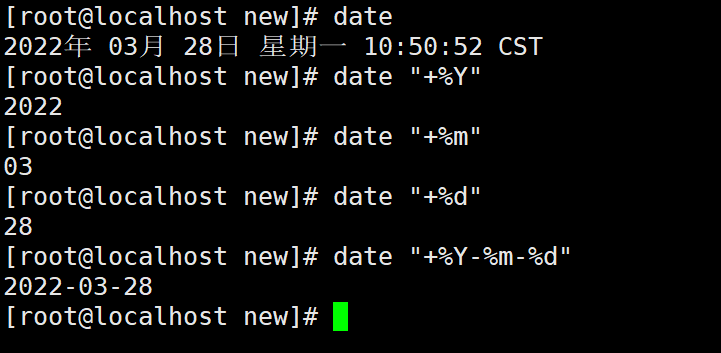 [root@localhost new]# date
2022年 03月 28日 星期一 10:50:52 CST
[root@localhost new]# date "+%Y"
2022
[root@localhost new]# date "+%m"
03
[root@localhost new]# date "+%d"
28
[root@localhost new]# date "+%Y-%m-%d"
2022-03-28
[root@localhost new]#